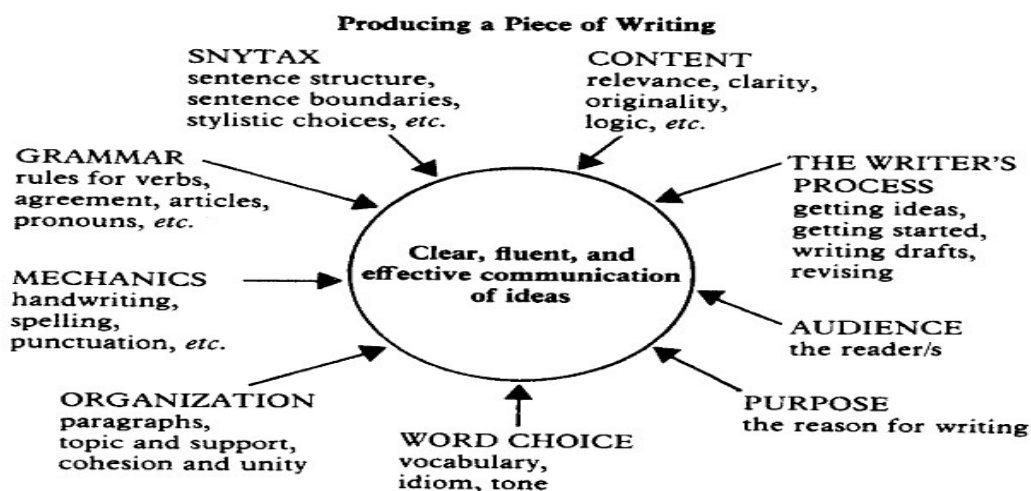 Producing a Piece of Writing
SNYTAX
sentence structure,
sentence boundaries,
stylistic choices, etc.
CONTENT
relevance, clarity,
originality,
logic, etc.
GRAMMAR
rules for verbs,
agreement, articles,
pronouns, etc.
THE WRITER'S
PROCESS
getting ideas,
getting started,
writing drafts,
revising
Clear, fluent, and
effective communication
of ideas
MECHANICS
handwriting,
spelling,
punctuation, etc.
AUDIENCE
the reader/s
ORGANIZATION
paragraphs,
topic and support,
cohesion and unity
WORD CHOICE
vocabulary,
idiom, tone
PURPOSE
the reason for writing